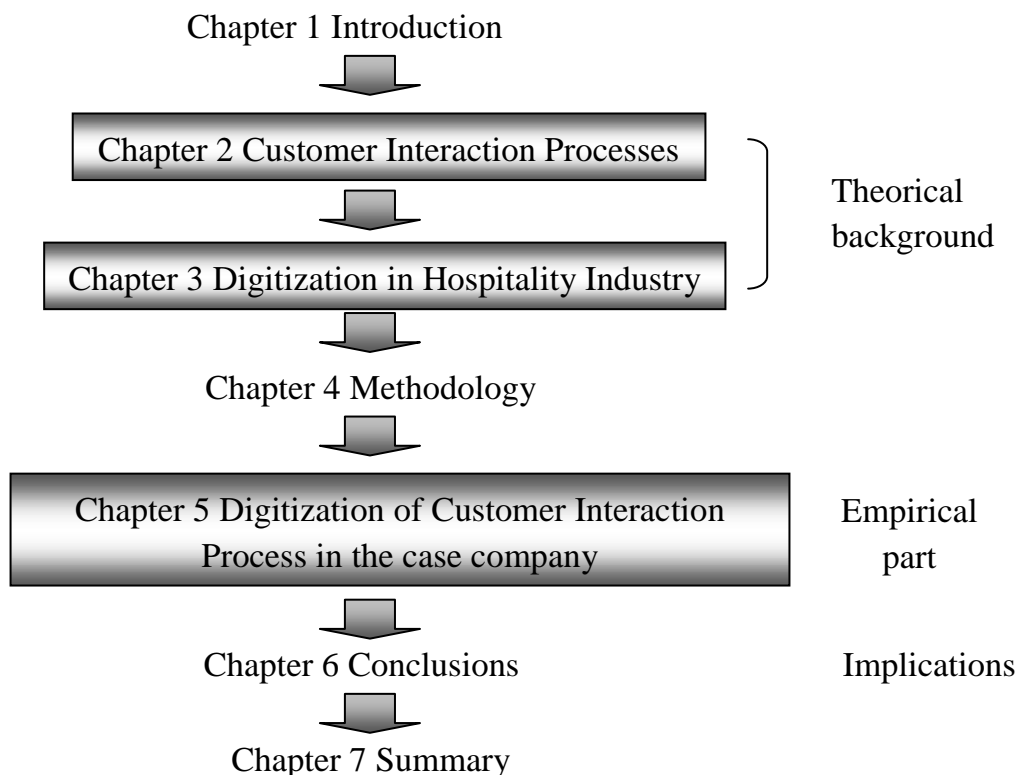 Chapter 1 Introduction
Chapter 2 Customer Interaction Processes
Theorical
background
Chapter 3 Digitization in Hospitality Industry
Chapter 4 Methodology
Chapter 5 Digitization of Customer Interaction
Process in the case company
Empirical
part
Chapter 6 Conclusions
Implications
Chapter 7 Summary